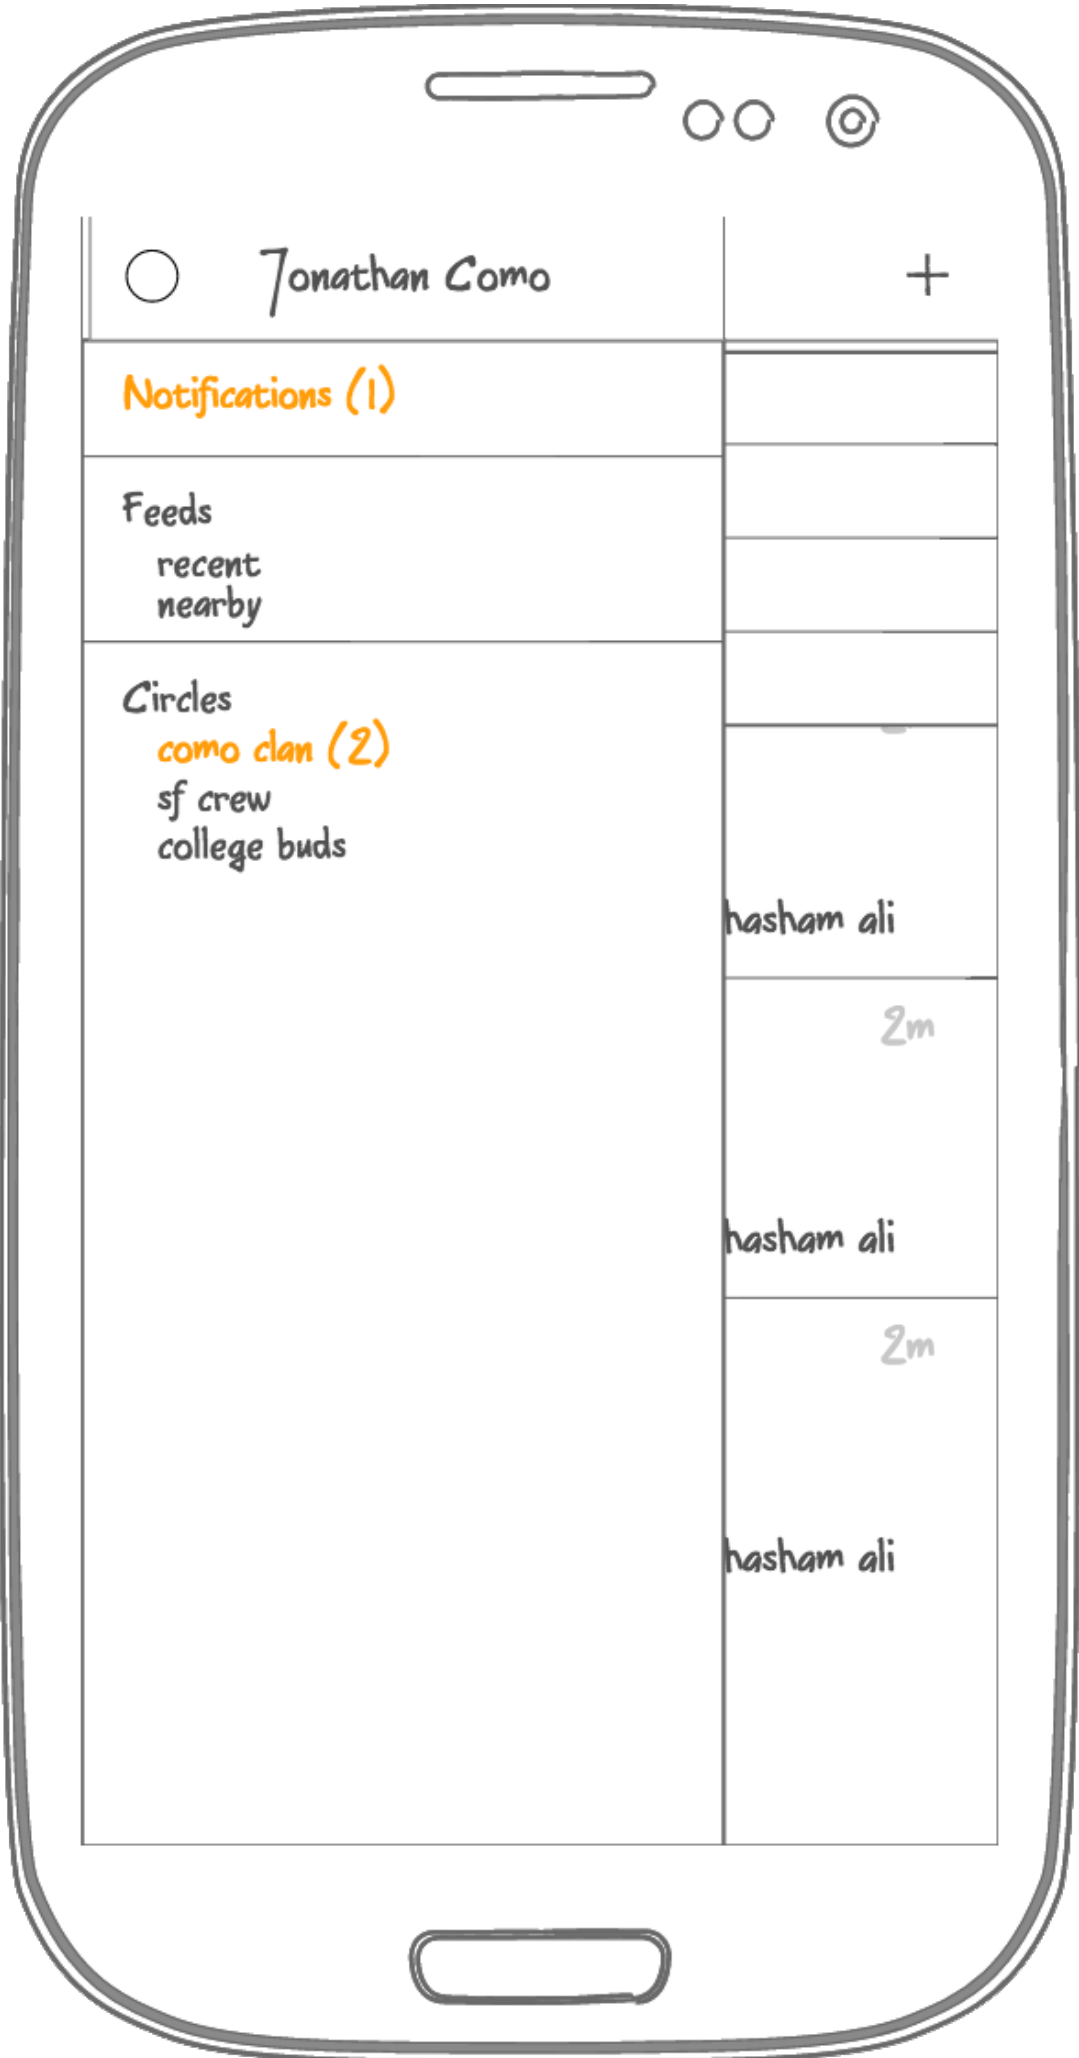 Jonathan Como
+
Notifications (1)
Feeds
recent
nearby
Circles
como clan (2)
sf crew
college buds
hasham ali
2m
hasham ali
2m
hasham ali